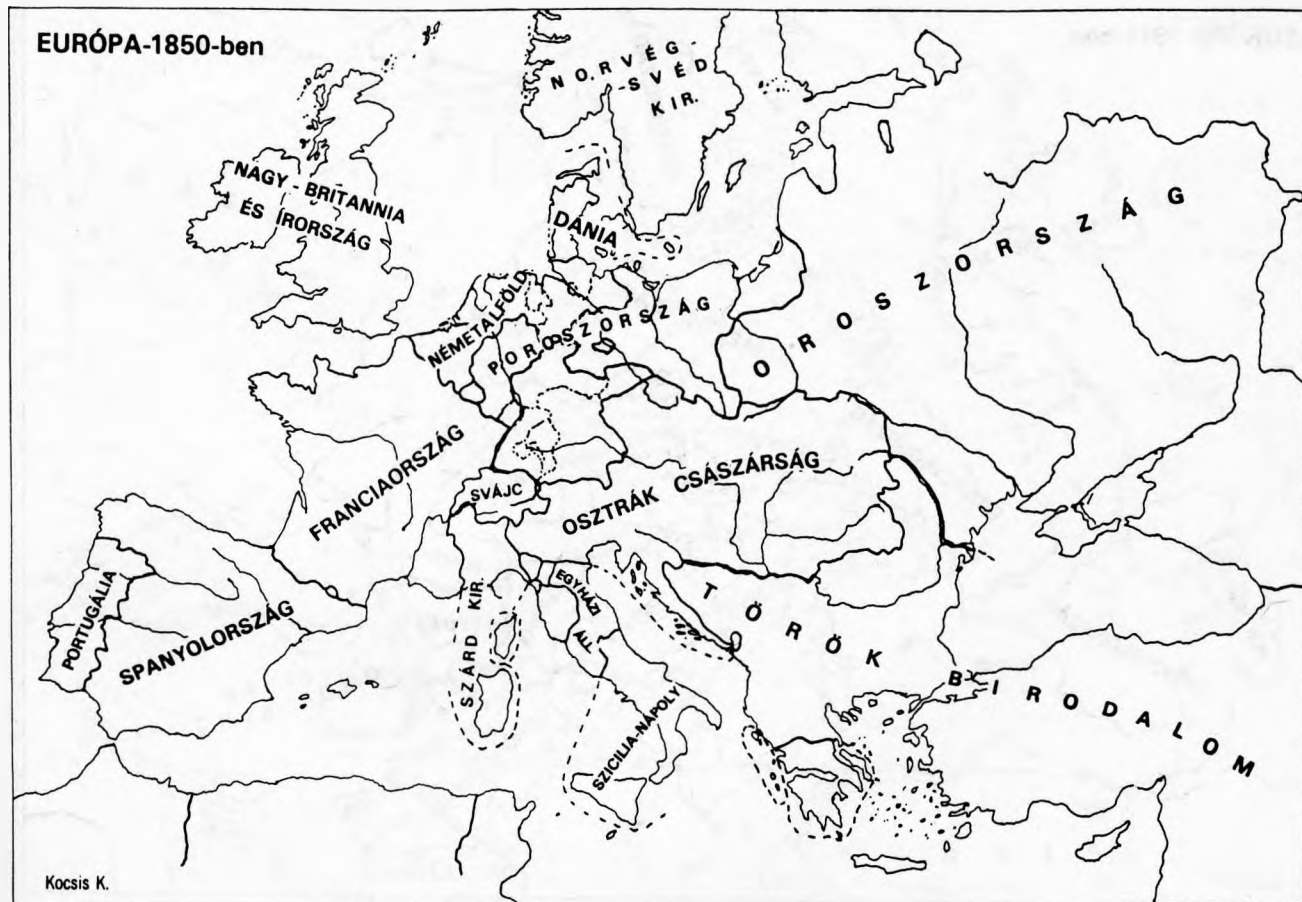 EURÓPA-1850-ben
NORVÉG-
-SVÉD
KIR.
NAGY-BRITANNIA
ÉS ÍRORSZÁG
DÁNIA
NÉMETALFÖLD
POROSZORSZÁG
OROSZORSZÁG
FRANCIAORSZÁG
SVÁJC
OSZTRÁK CSÁSZÁRSÁG
PORTUGÁLIA
SPANYOLORSZÁG
SZÁRD KIR.
EGYHÁZI
ÁLL.
SZICILIA-NÁPOLY
TÖRÖK BIRODALOM
Kocsis K.